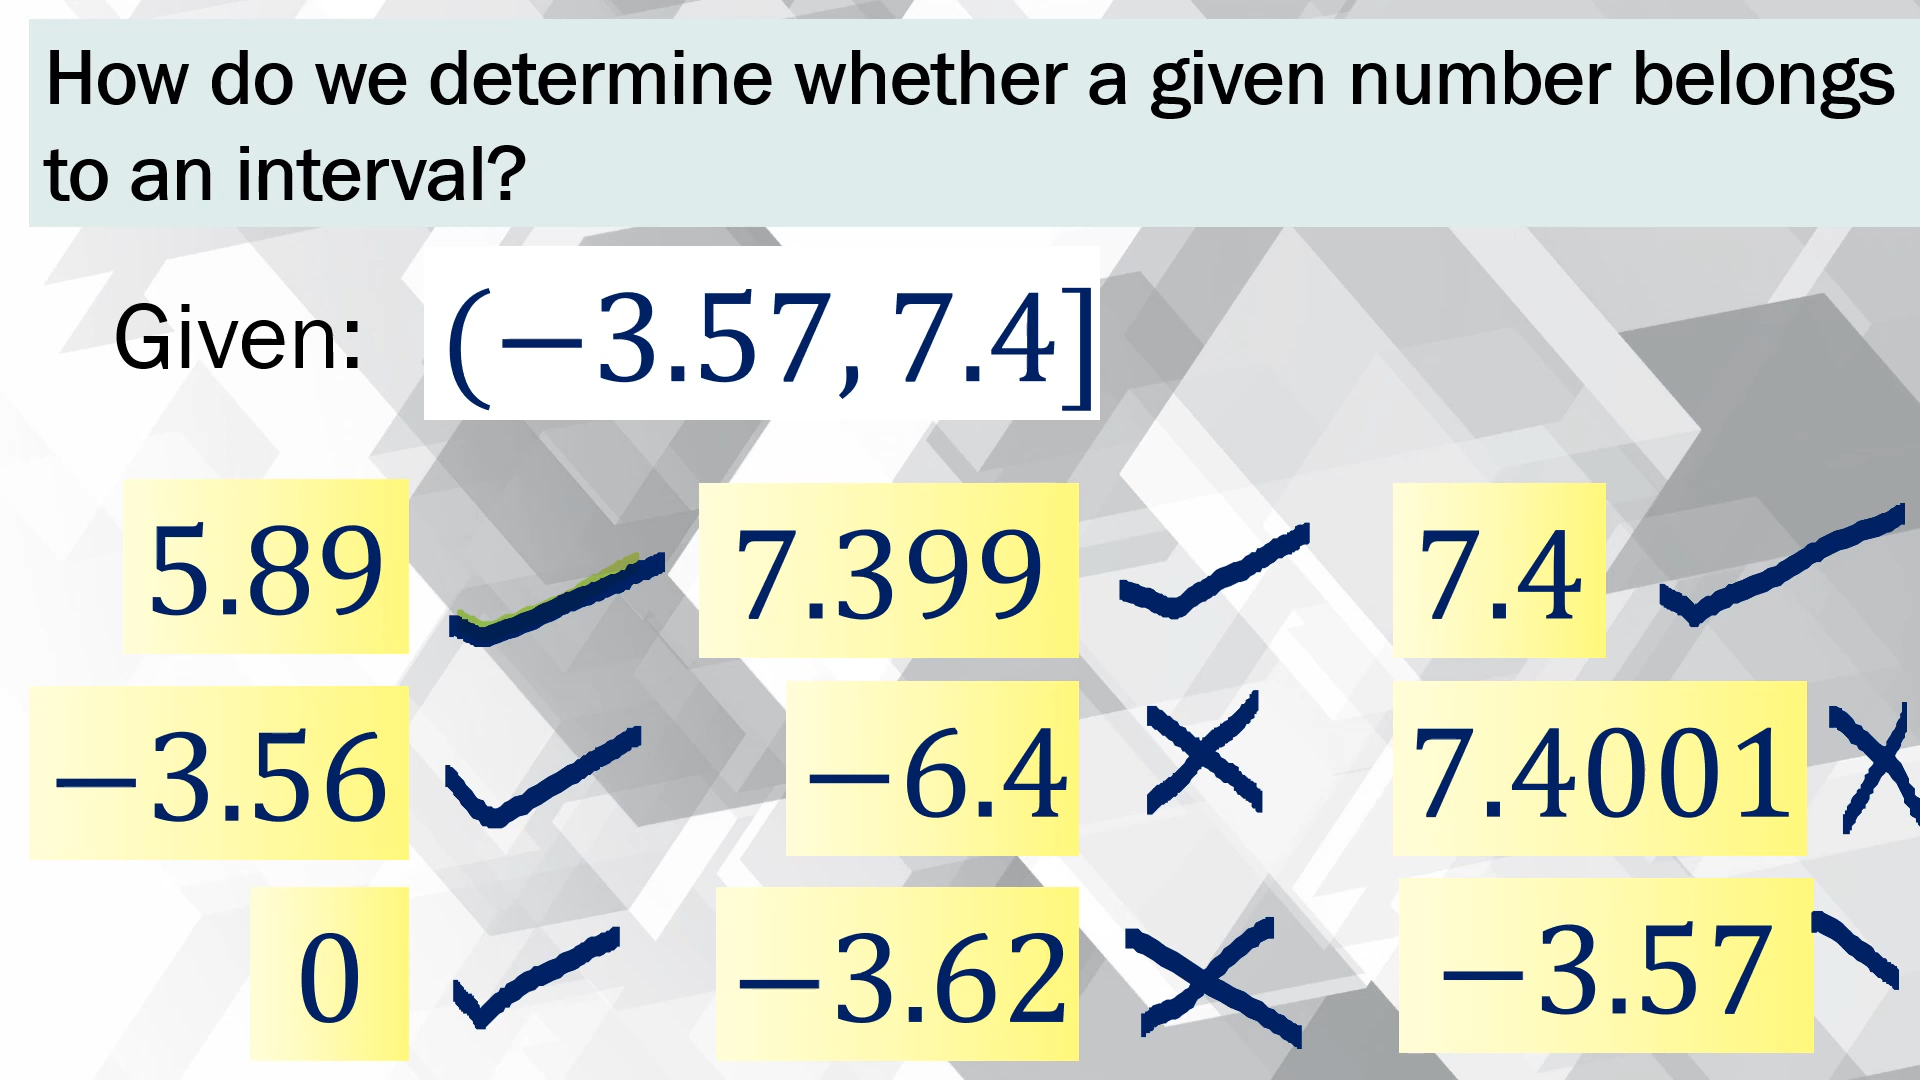 How do we determine whether a given number belongs
to an interval?
Given: (−3.57, 7.4]
5.89 7.399 7.4
−3.56 −6.4 7.4001
0 −3.62 −3.57